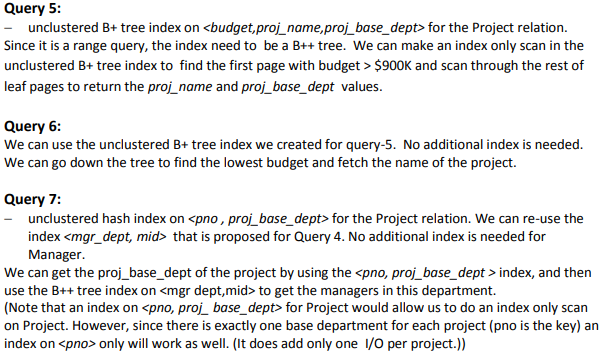 Query 5:
– unclustered B+ tree index on <budget,proj_name,proj_base_dept> for the Project relation.
Since it is a range query, the index need to be a B++ tree. We can make an index only scan in the
unclustered B+ tree index to find the first page with budget > $900K and scan through the rest of
leaf pages to return the proj_name and proj_base_dept values.
Query 6:
We can use the unclustered B+ tree index we created for query-5. No additional index is needed.
We can go down the tree to find the lowest budget and fetch the name of the project.
Query 7:
– unclustered hash index on <pno , proj_base_dept> for the Project relation. We can re-use the
index <mgr_dept, mid> that is proposed for Query 4. No additional index is needed for
Manager.
We can get the proj_base_dept of the project by using the <pno, proj_base_dept > index, and then
use the B++ tree index on <mgr dept,mid> to get the managers in this department.
(Note that an index on <pno, proj_ base_dept> for Project would allow us to do an index only scan
on Project. However, since there is exactly one base department for each project (pno is the key) an
index on <pno> only will work as well. (It does add only one I/O per project.))